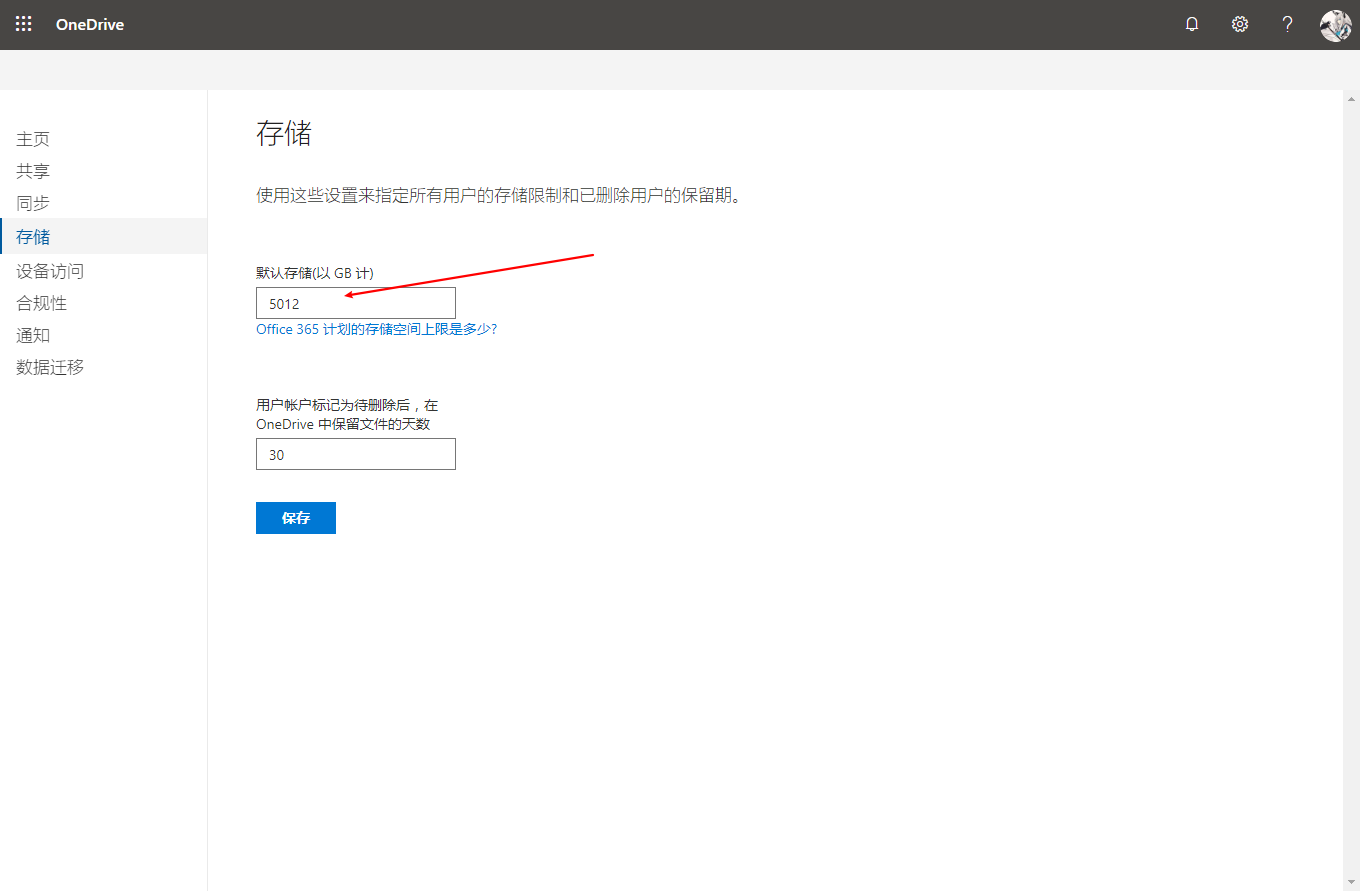 OneDrive
主页
共享
同步
存储
设备访问
合规性
通知
数据迁移
存储
使用这些设置来指定所有用户的存储限制和已删除用户的保留期。
默认存储(以 GB 计)
5012
Office 365 计划的存储空间上限是多少?
用户帐户标记为待删除后，在
OneDrive 中保留文件的天数
30
保存